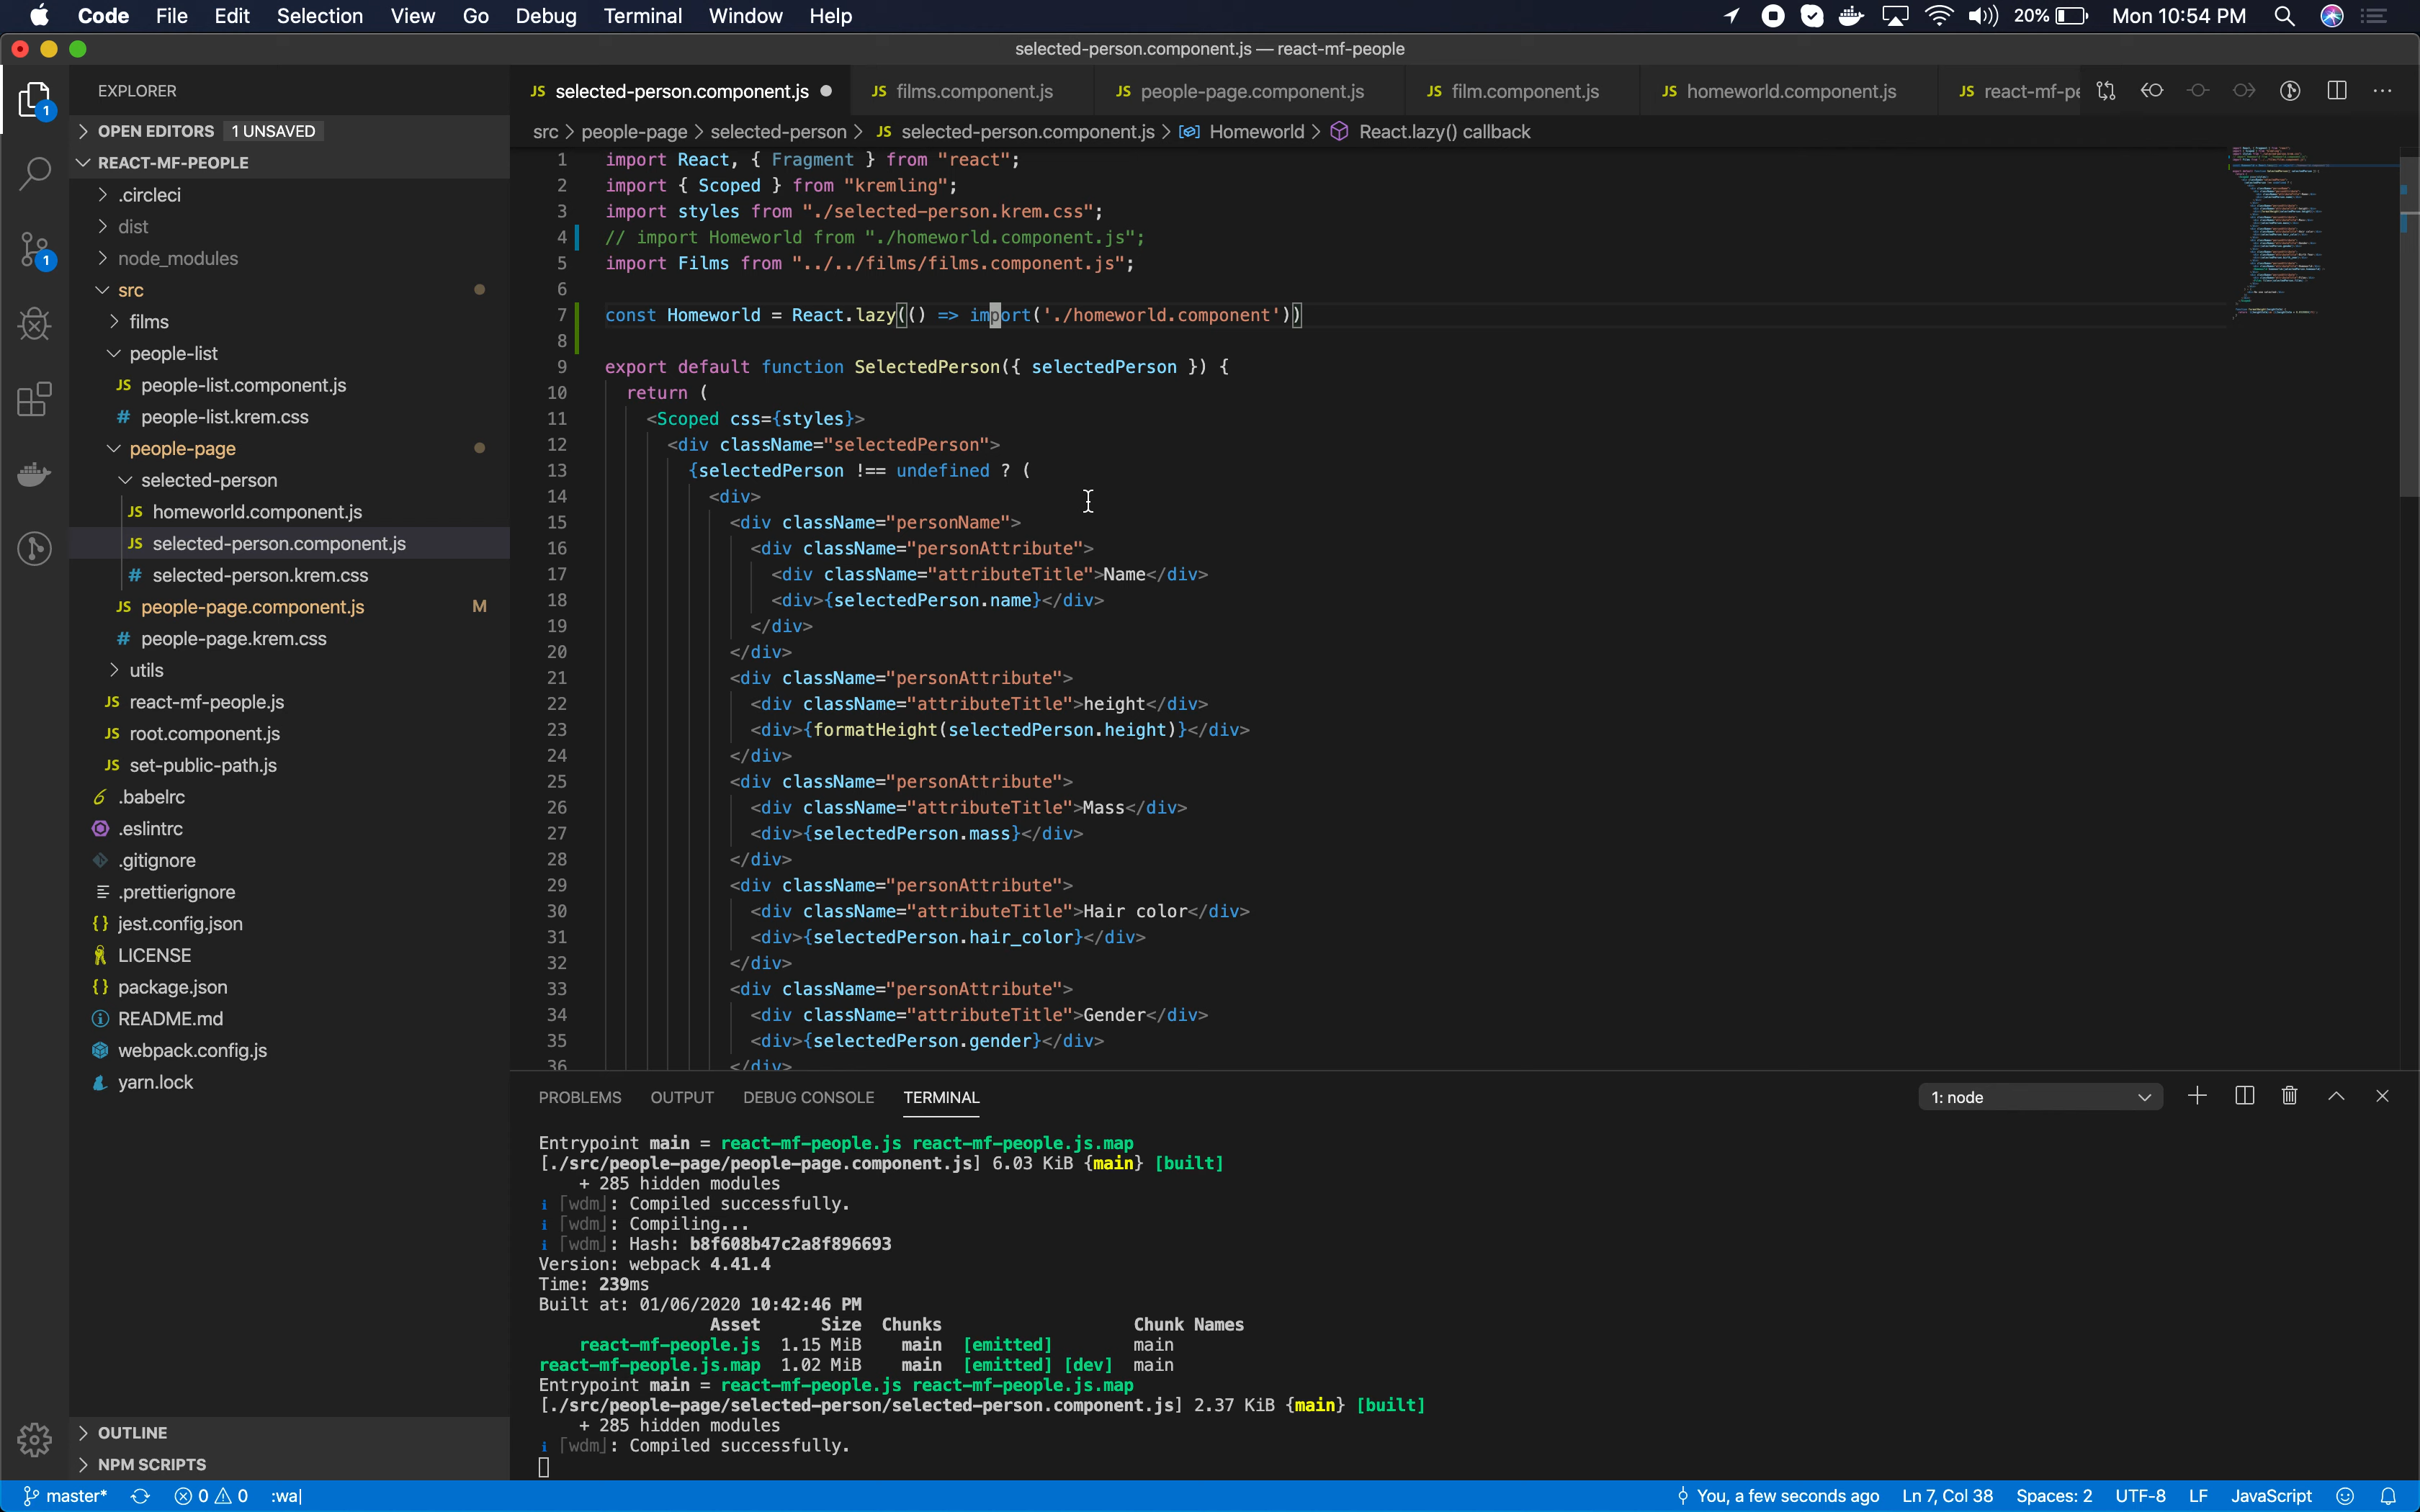 Code File Edit Selection View Go Debug Terminal Window Help
20% Mon 10:54 PM
selected-person.component.js — react-mf-people
EXPLORER
OPEN EDITORS 1 UNSAVED
REACT-MF-PEOPLE
.circleci
dist
node_modules
src
films
people-list
JS people-list.component.js
# people-list.krem.css
people-page
selected-person
JS homeworld.component.js
JS selected-person.component.js
# selected-person.krem.css
JS people-page.component.js M
# people-page.krem.css
utils
JS react-mf-people.js
JS root.component.js
JS set-public-path.js
.babelrc
.eslintrc
.gitignore
.prettierignore
{} jest.config.json
LICENSE
{} package.json
README.md
webpack.config.js
yarn.lock
OUTLINE
NPM SCRIPTS
1
1
JS selected-person.component.js JS films.component.js JS people-page.component.js JS film.component.js JS homeworld.component.js JS react-mf-pe
src > people-page > selected-person > JS selected-person.component.js > Homeworld > React.lazy() callback
1 import React, { Fragment } from "react";
2 import { Scoped } from "kremling";
3 import styles from "./selected-person.krem.css";
4 // import Homeworld from "./homeworld.component.js";
5 import Films from "../../films/films.component.js";
6
7 const Homeworld = React.lazy(() => import('./homeworld.component'))
8
9 export default function SelectedPerson({ selectedPerson }) {
10 return (
11 <Scoped css={styles}>
12 <div className="selectedPerson">
13 {selectedPerson !== undefined ? (
14 <div>
15 <div className="personName">
16 <div className="personAttribute">
17 <div className="attributeTitle">Name</div>
18 <div>{selectedPerson.name}</div>
19 </div>
20 </div>
21 <div className="personAttribute">
22 <div className="attributeTitle">height</div>
23 <div>{formatHeight(selectedPerson.height)}</div>
24 </div>
25 <div className="personAttribute">
26 <div className="attributeTitle">Mass</div>
27 <div>{selectedPerson.mass}</div>
28 </div>
29 <div className="personAttribute">
30 <div className="attributeTitle">Hair color</div>
31 <div>{selectedPerson.hair_color}</div>
32 </div>
33 <div className="personAttribute">
34 <div className="attributeTitle">Gender</div>
35 <div>{selectedPerson.gender}</div>
36 </div>
PROBLEMS OUTPUT DEBUG CONSOLE TERMINAL 1: node
Entrypoint main = react-mf-people.js react-mf-people.js.map
[./src/people-page/people-page.component.js] 6.03 KiB {main} [built]
+ 285 hidden modules
i ｢wdm｣: Compiled successfully.
i ｢wdm｣: Compiling...
i ｢wdm｣: Hash: b8f608b47c2a8f896693
Version: webpack 4.41.4
Time: 239ms
Built at: 01/06/2020 10:42:46 PM
Asset Size Chunks Chunk Names
react-mf-people.js 1.15 MiB main [emitted] main
react-mf-people.js.map 1.02 MiB main [emitted] [dev] main
Entrypoint main = react-mf-people.js react-mf-people.js.map
[./src/people-page/selected-person/selected-person.component.js] 2.37 KiB {main} [built]
+ 285 hidden modules
i ｢wdm｣: Compiled successfully.
master* 0 0 :wa| You, a few seconds ago Ln 7, Col 38 Spaces: 2 UTF-8 LF JavaScript